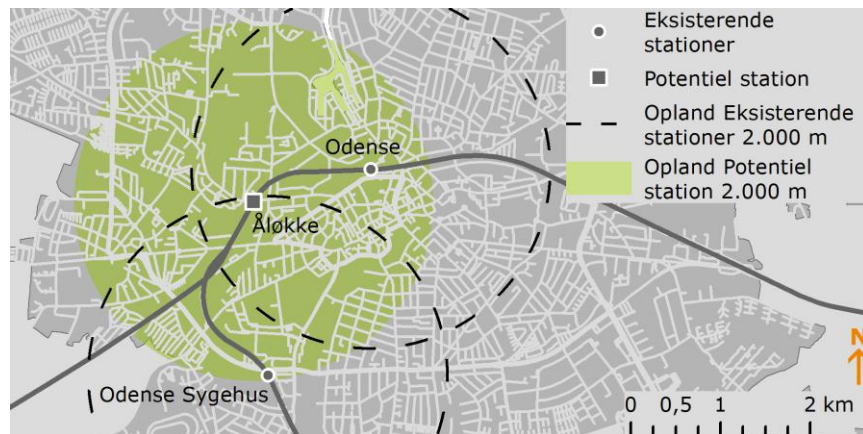 Eksisterende
stationer
Potentiel station
Opland Eksisterende
stationer 2.000 m
Opland Potentiel
station 2.000 m
Odense
Åløkke
Odense Sygehus
N
0 0,5 1 2 km